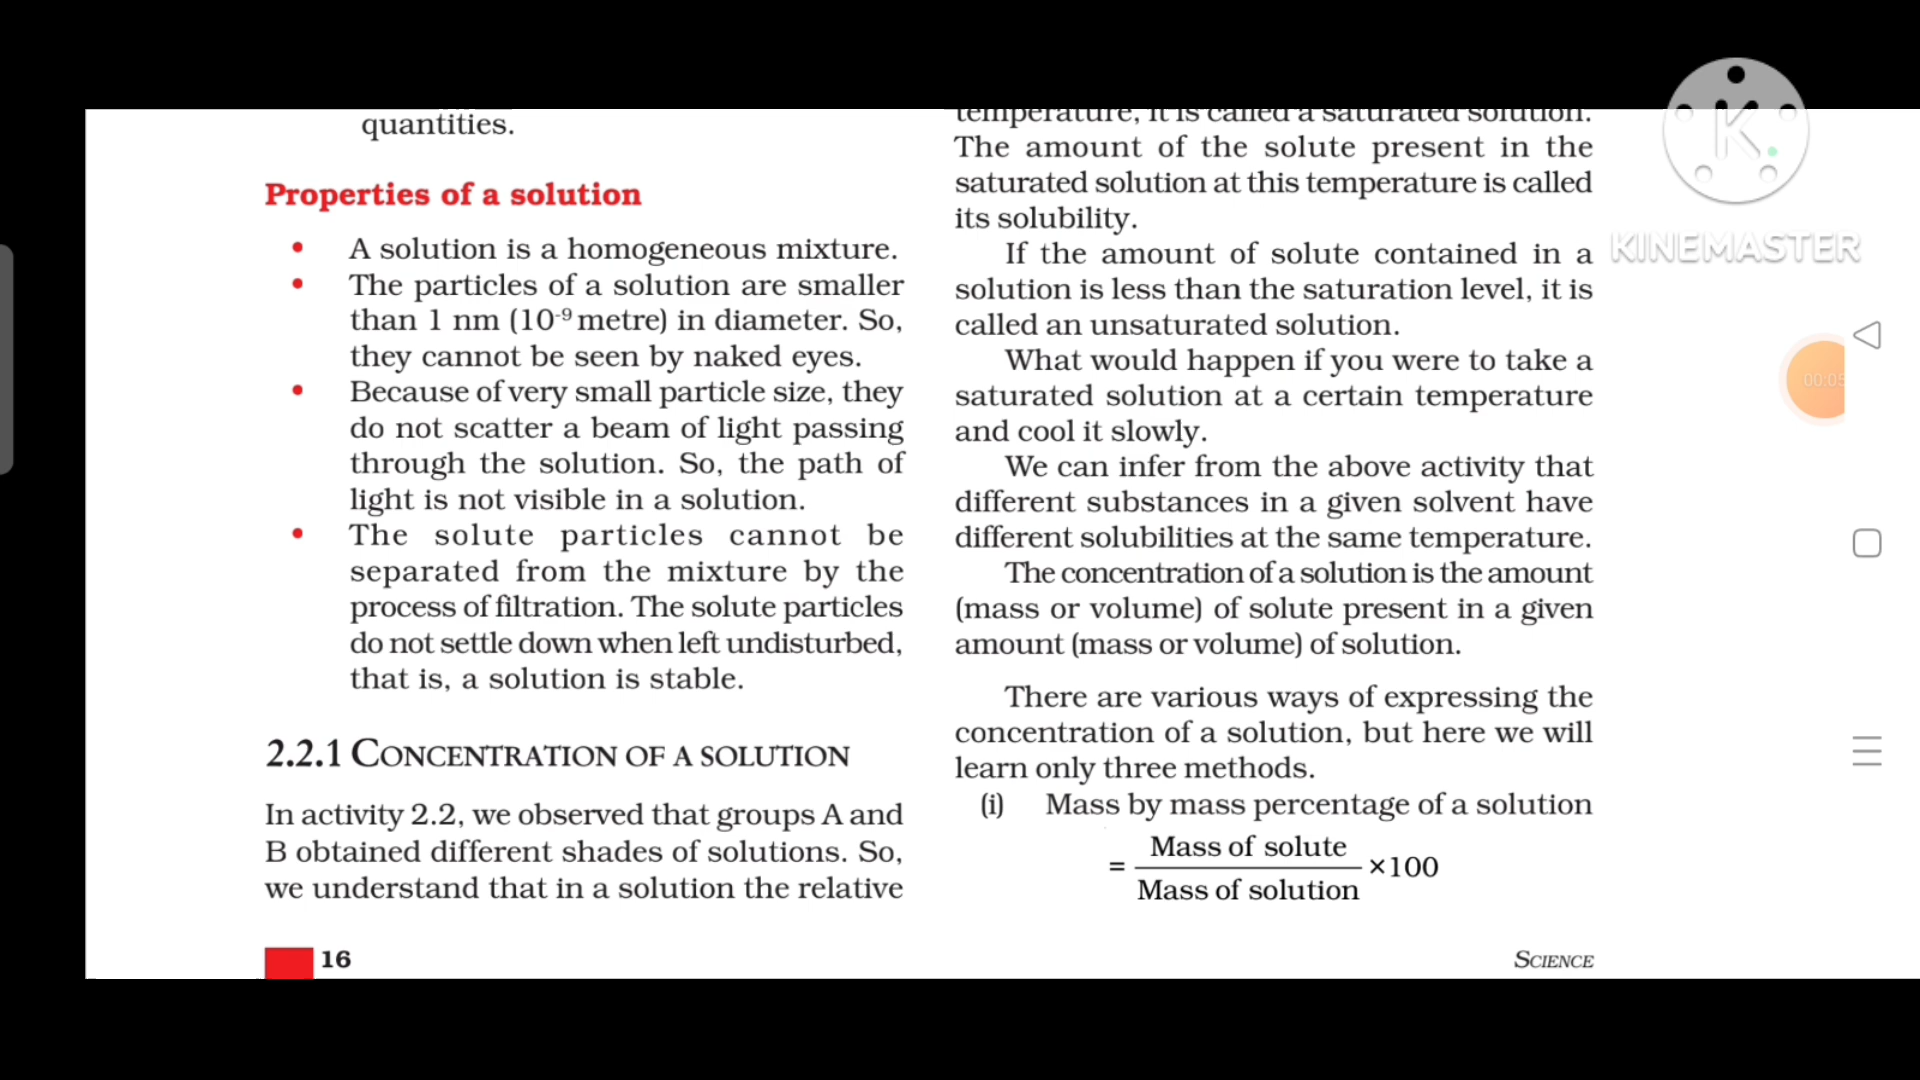 quantities.
Properties of a solution
• A solution is a homogeneous mixture.
• The particles of a solution are smaller
than 1 nm (10⁻⁹ metre) in diameter. So,
they cannot be seen by naked eyes.
• Because of very small particle size, they
do not scatter a beam of light passing
through the solution. So, the path of
light is not visible in a solution.
• The solute particles cannot be
separated from the mixture by the
process of filtration. The solute particles
do not settle down when left undisturbed,
that is, a solution is stable.
2.2.1 CONCENTRATION OF A SOLUTION
In activity 2.2, we observed that groups A and
B obtained different shades of solutions. So,
we understand that in a solution the relative
16
temperature, it is called a saturated solution.
The amount of the solute present in the
saturated solution at this temperature is called
its solubility.
If the amount of solute contained in a
solution is less than the saturation level, it is
called an unsaturated solution.
What would happen if you were to take a
saturated solution at a certain temperature
and cool it slowly.
We can infer from the above activity that
different substances in a given solvent have
different solubilities at the same temperature.
The concentration of a solution is the amount
(mass or volume) of solute present in a given
amount (mass or volume) of solution.
There are various ways of expressing the
concentration of a solution, but here we will
learn only three methods.
(i) Mass by mass percentage of a solution
Mass of solute
= ×100
Mass of solution
SCIENCE
K
KINEMASTER
00:05